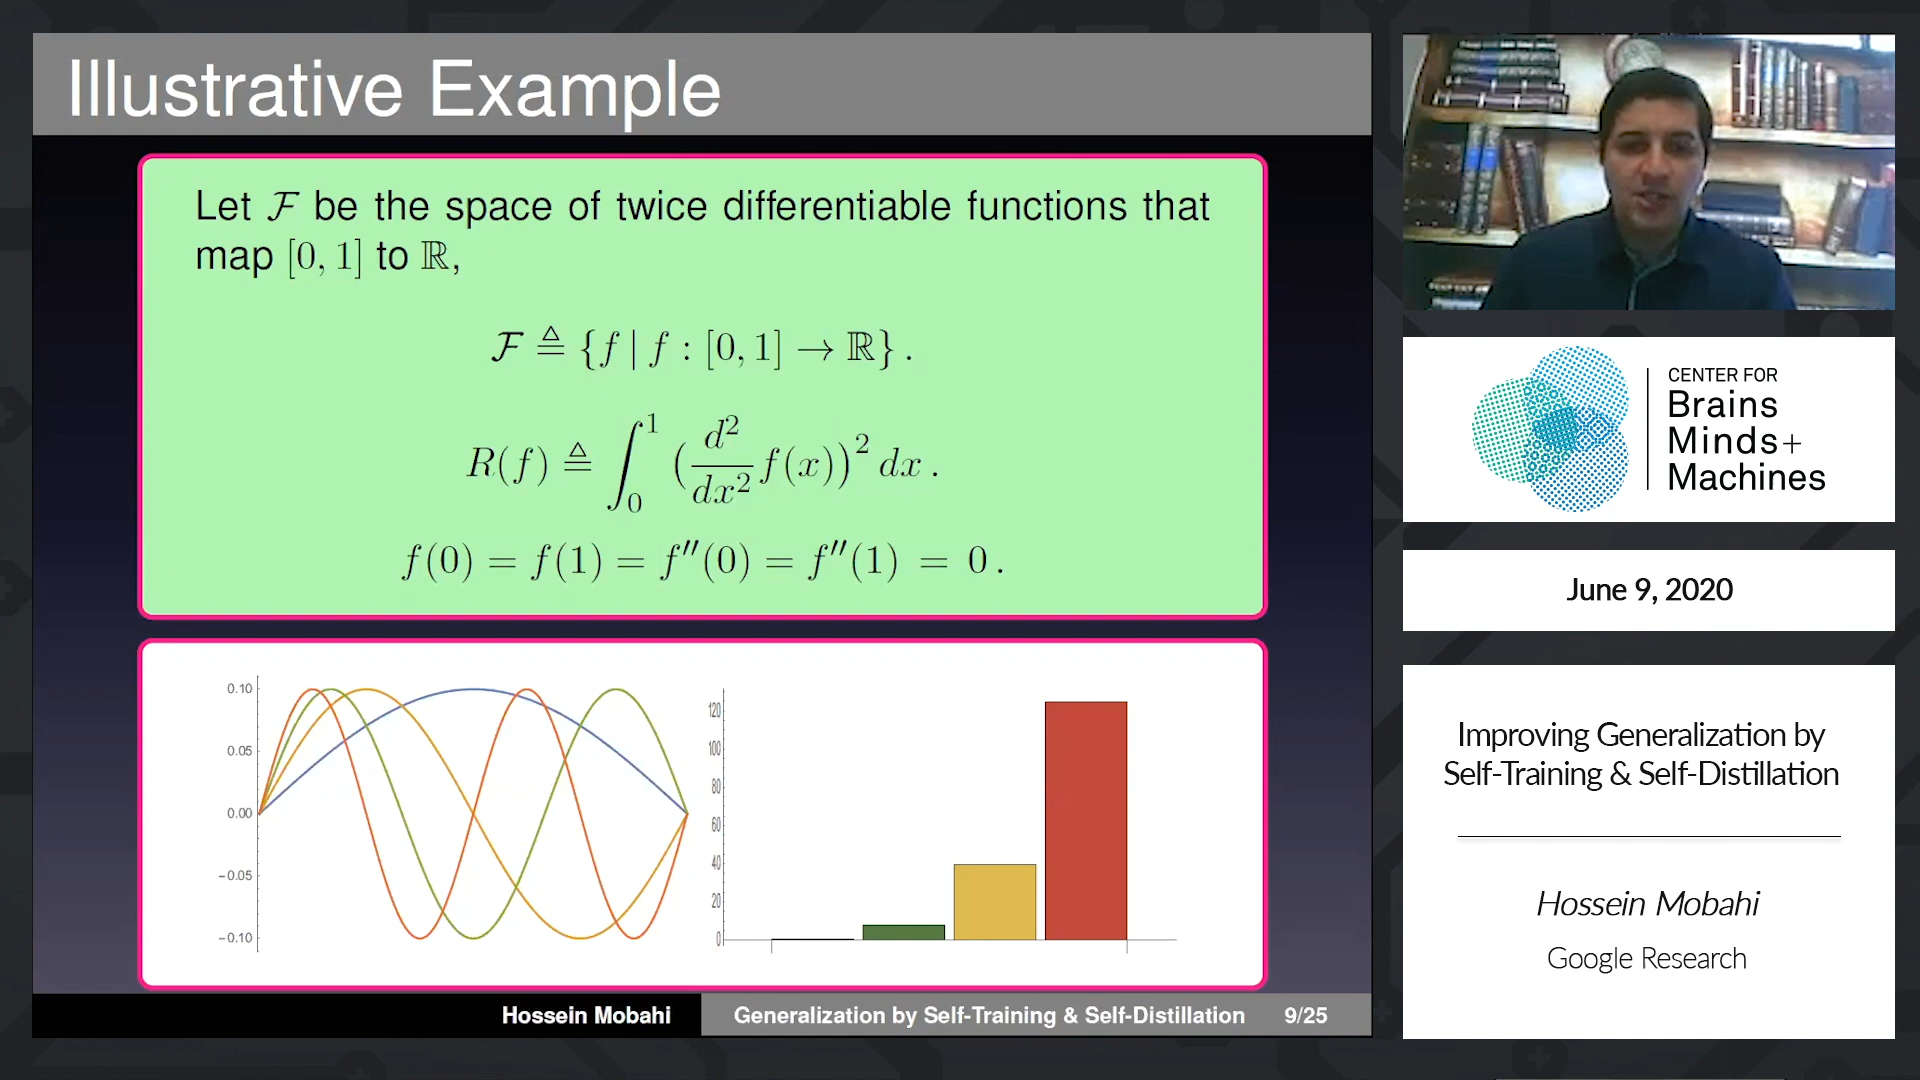 Illustrative Example
Let ℱ be the space of twice differentiable functions that
map [0, 1] to ℝ,
ℱ ≜ {f | f : [0, 1] → ℝ} .
R(f) ≜ ∫₀¹ (d²/dx² f(x))² dx .
f(0) = f(1) = f″(0) = f″(1) = 0 .
0.10
0.05
0.00
−0.05
−0.10
120
100
80
60
40
20
0
Hossein Mobahi
Generalization by Self-Training & Self-Distillation
9/25
CENTER FOR
Brains
Minds+
Machines
June 9, 2020
Improving Generalization by
Self-Training & Self-Distillation
Hossein Mobahi
Google Research